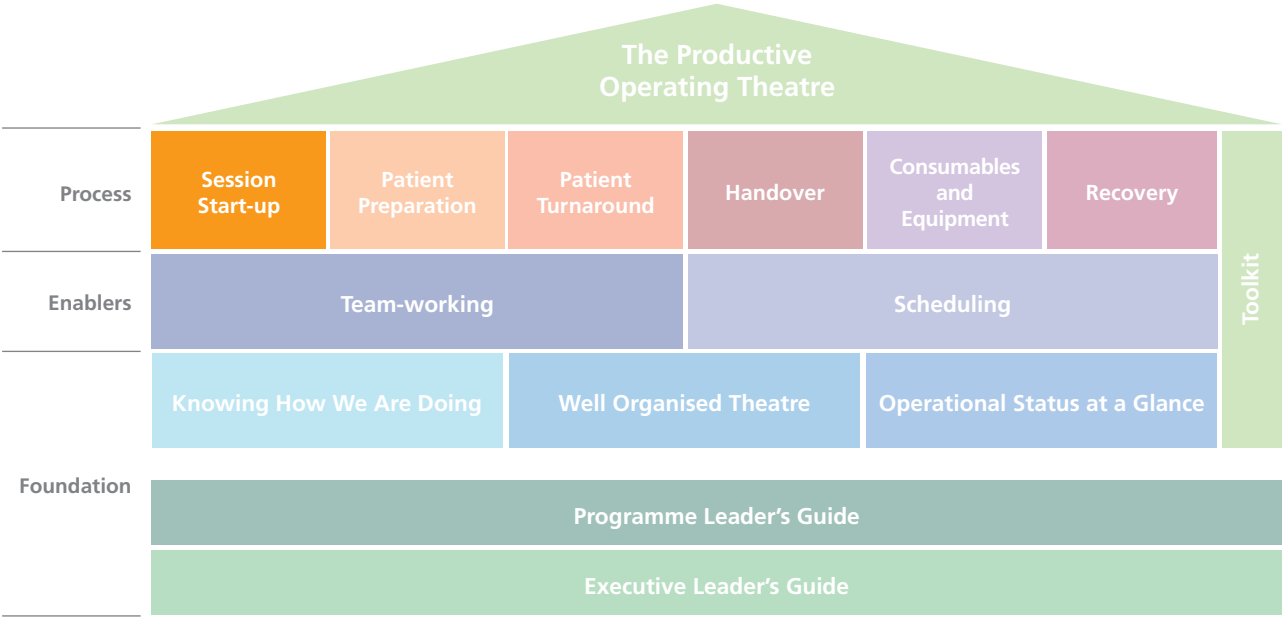 The Productive
Operating Theatre
Process
Session
Start-up
Patient
Preparation
Patient
Turnaround
Handover
Consumables
and
Equipment
Recovery
Toolkit
Enablers
Team-working
Scheduling
Knowing How We Are Doing
Well Organised Theatre
Operational Status at a Glance
Foundation
Programme Leader’s Guide
Executive Leader’s Guide